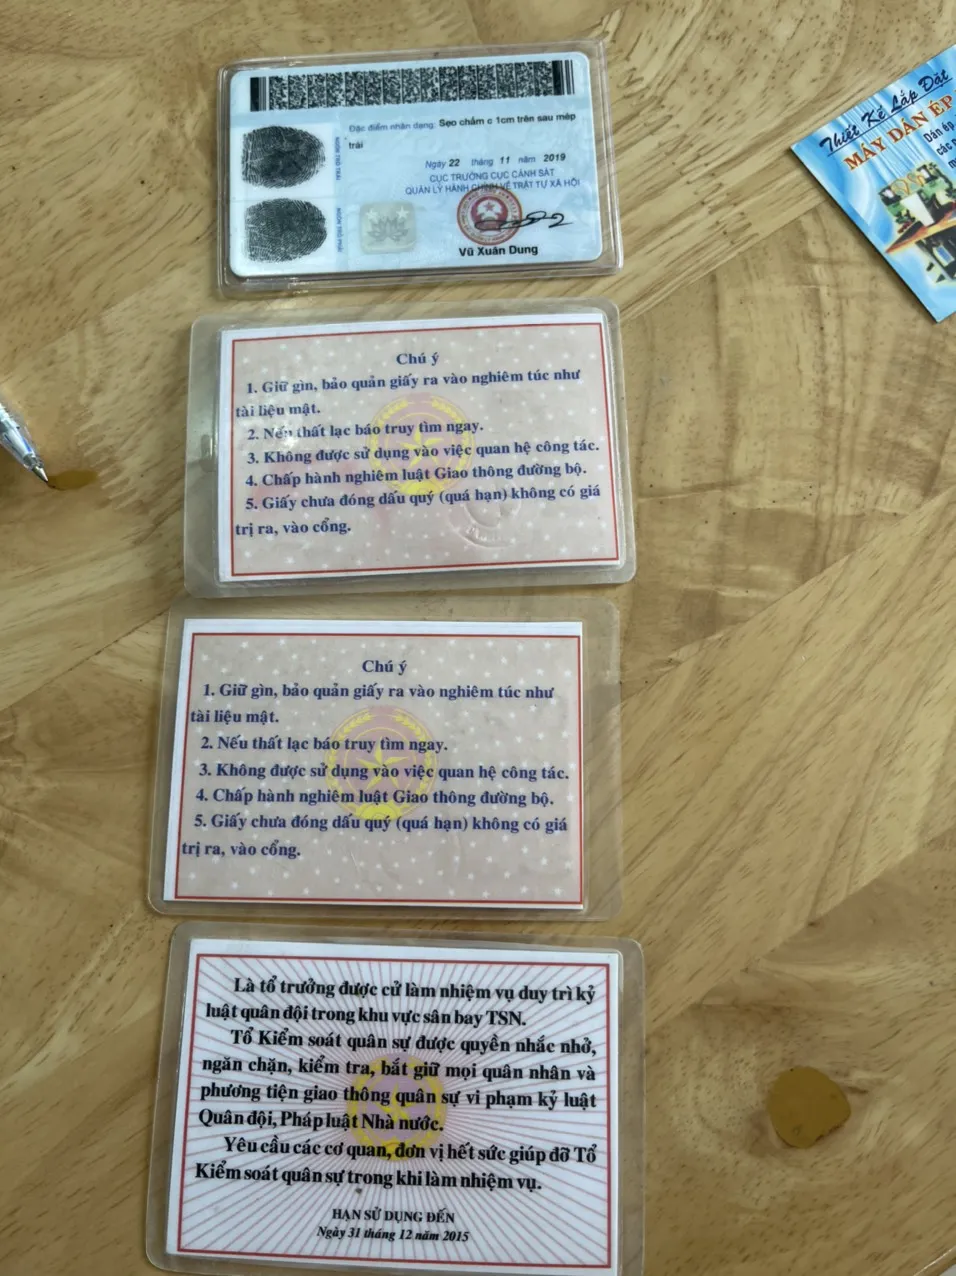 Đặc điểm nhận dạng: Sẹo chấm c 1cm trên sau mép
trái
NGÓN TRỎ TRÁI
NGÓN TRỎ PHẢI
Ngày 22 tháng 11 năm 2019
CỤC TRƯỞNG CỤC CẢNH SÁT
QUẢN LÝ HÀNH CHÍNH VỀ TRẬT TỰ XÃ HỘI
Vũ Xuân Dung
Thiết Kế Lắp Đặt
MÁY DÁN ÉP
Dán ép
Chú ý
1. Giữ gìn, bảo quản giấy ra vào nghiêm túc như
tài liệu mật.
2. Nếu thất lạc báo truy tìm ngay.
3. Không được sử dụng vào việc quan hệ công tác.
4. Chấp hành nghiêm luật Giao thông đường bộ.
5. Giấy chưa đóng dấu quý (quá hạn) không có giá
trị ra, vào cổng.
Chú ý
1. Giữ gìn, bảo quản giấy ra vào nghiêm túc như
tài liệu mật.
2. Nếu thất lạc báo truy tìm ngay.
3. Không được sử dụng vào việc quan hệ công tác.
4. Chấp hành nghiêm luật Giao thông đường bộ.
5. Giấy chưa đóng dấu quý (quá hạn) không có giá
trị ra, vào cổng.
Là tổ trưởng được cử làm nhiệm vụ duy trì kỷ
luật quân đội trong khu vực sân bay TSN.
Tổ Kiểm soát quân sự được quyền nhắc nhở,
ngăn chặn, kiểm tra, bắt giữ mọi quân nhân và
phương tiện giao thông quân sự vi phạm kỷ luật
Quân đội, Pháp luật Nhà nước.
Yêu cầu các cơ quan, đơn vị hết sức giúp đỡ Tổ
Kiểm soát quân sự trong khi làm nhiệm vụ.
HẠN SỬ DỤNG ĐẾN
Ngày 31 tháng 12 năm 2015